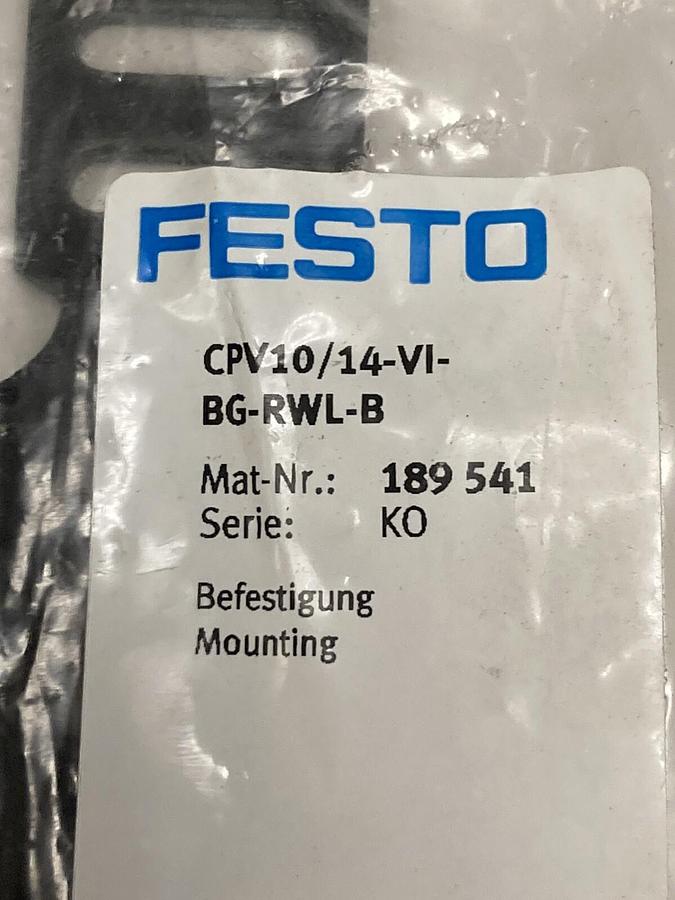 FESTO
CPV10/14-VI-
BG-RWL-B
Mat-Nr.: 189 541
Serie: KO
Befestigung
Mounting